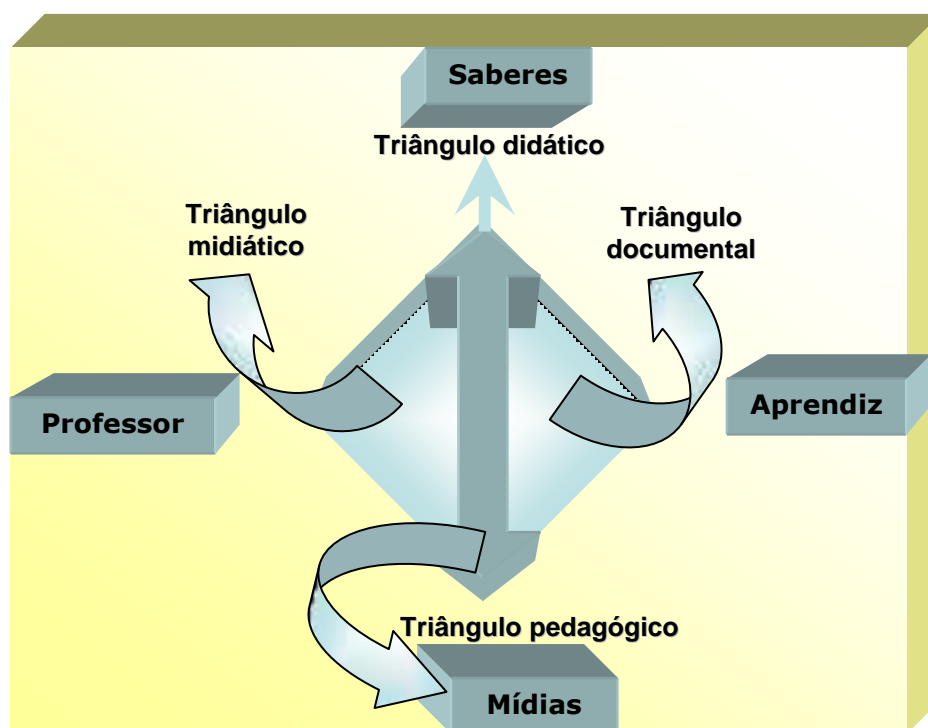 Saberes
Triângulo didático
Triângulo
midiático
Triângulo
documental
Professor
Aprendiz
Triângulo pedagógico
Mídias